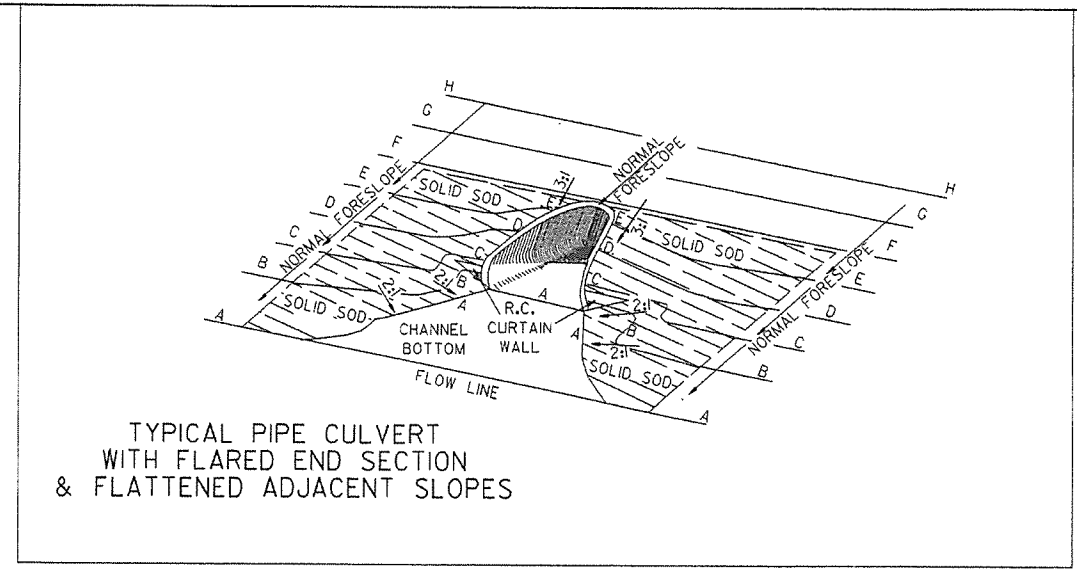 H
G
F
E
D
C
B
A
NORMAL FORESLOPE
SOLID SOD
SOLID SOD
2:1
2:1
3:1
E
D
C
B
A
NORMAL
FORESLOPE
E
3:1
D
C
A
2:1
B
A
2:1
R.C.
CURTAIN
WALL
CHANNEL
BOTTOM
FLOW LINE
SOLID SOD
SOLID SOD
NORMAL FORESLOPE
H
G
F
E
D
C
B
A
TYPICAL PIPE CULVERT
WITH FLARED END SECTION
& FLATTENED ADJACENT SLOPES